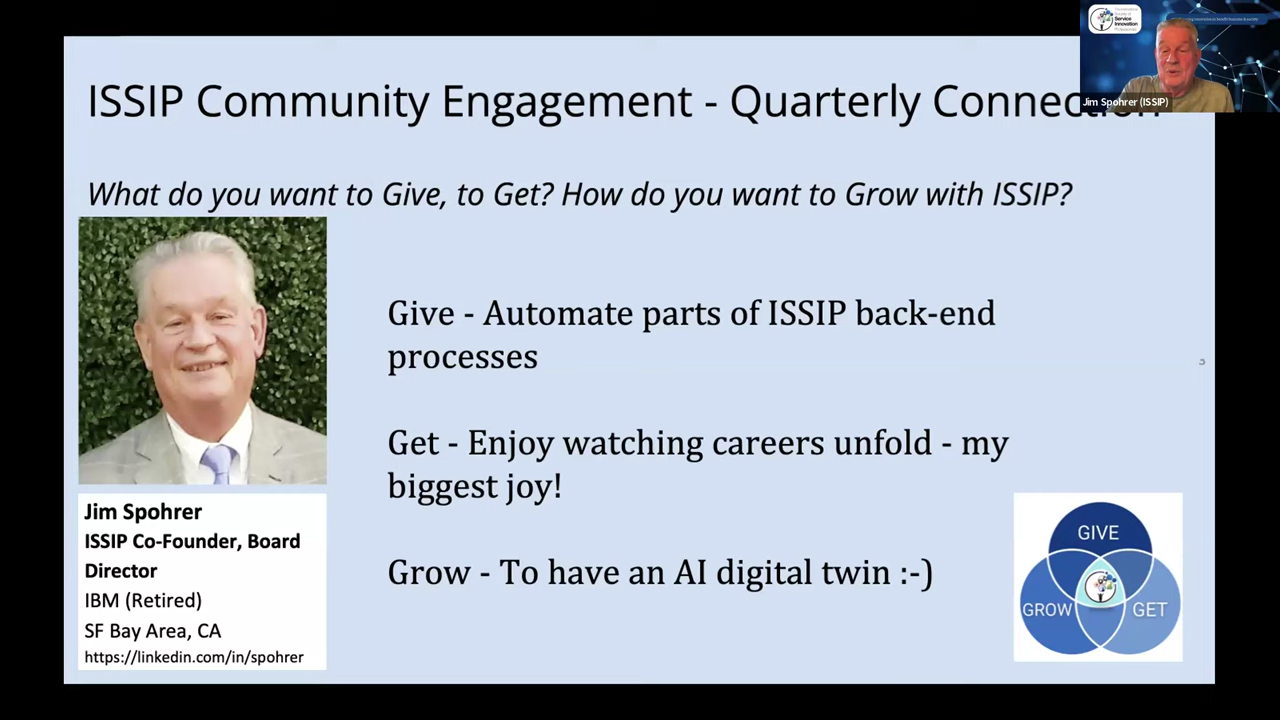 ISSIP Community Engagement - Quarterly Connection
Service
Innovation
Jim Spohrer (ISSIP)
What do you want to Give, to Get? How do you want to Grow with ISSIP?
Give - Automate parts of ISSIP back-end
processes
Get - Enjoy watching careers unfold - my
biggest joy!
Grow - To have an AI digital twin :-)
Jim Spohrer
ISSIP Co-Founder, Board
Director
IBM (Retired)
SF Bay Area, CA
https://linkedin.com/in/spohrer
GIVE
GROW
GET